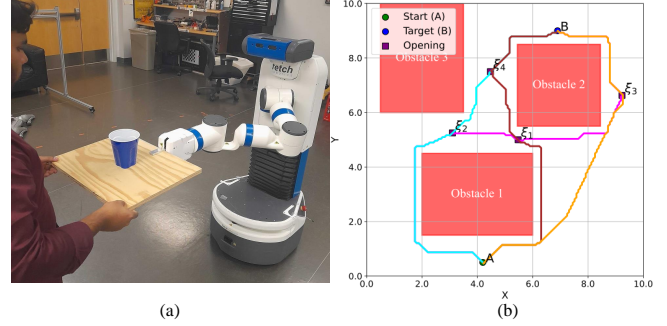 fetch
10.0
8.0
6.0
4.0
2.0
0.0
Y
0.0
2.0
4.0
6.0
8.0
10.0
X
Start (A)
Target (B)
Opening
Obstacle 3
B
ξ4
Obstacle 2
ξ3
ξ2
ξ1
Obstacle 1
A
(a)
(b)